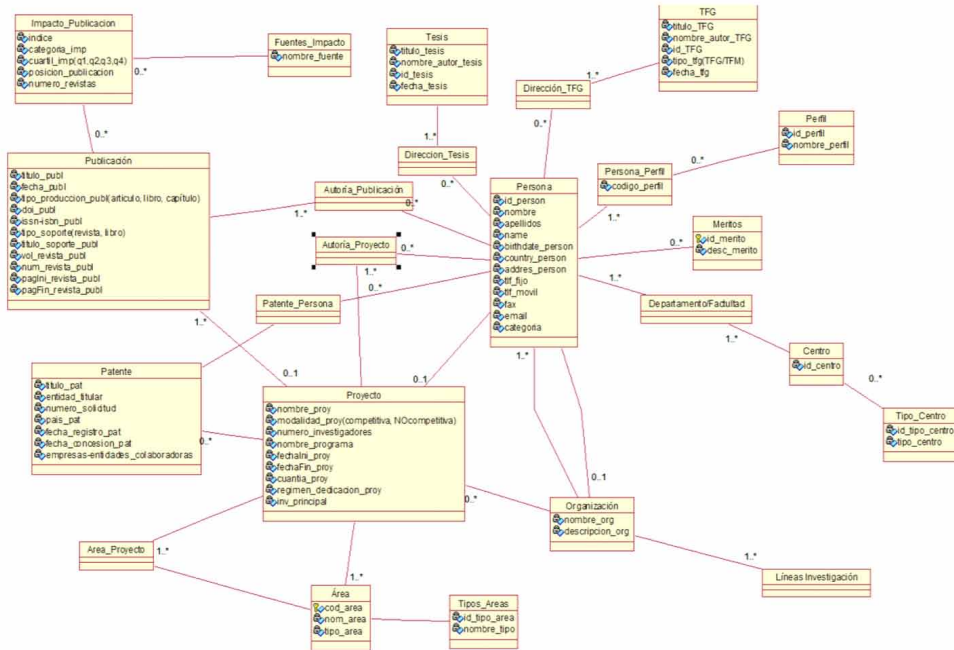 Impacto_Publicacion
indice
categoria_imp
cuartil_imp(q1,q2,q3,q4)
posicion_publicacion
numero_revistas
0..*
Fuentes_Impacto
nombre_fuente
Tesis
titulo_tesis
nombre_autor_tesis
id_tesis
fecha_tesis
TFG
titulo_TFG
nombre_autor_TFG
id_TFG
tipo_tfg(TFG/TFM)
fecha_tfg
1..*
Dirección_TFG
0..*
0..*
1..*
Direccion_Tesis
0..*
Perfil
id_perfil
nombre_perfil
0..*
Persona_Perfil
codigo_perfil
1..*
Publicación
titulo_publ
fecha_publ
tipo_produccion_publ(articulo, libro, capítulo)
doi_publ
issn-isbn_publ
tipo_soporte(revista, libro)
titulo_soporte_publ
vol_revista_publ
num_revista_publ
pagIni_revista_publ
pagFin_revista_publ
1..*
1..*
Autoría_Publicación
0..*
Autoría_Proyecto
0..*
1..*
0..*
Persona
id_person
nombre
apellidos
name
birthdate_person
country_person
addres_person
tlf_fijo
tlf_movil
fax
email
categoria
Meritos
id_merito
desc_merito
0..*
1..*
Departamento/Facultad
1..*
Centro
id_centro
0..*
Tipo_Centro
id_tipo_centro
tipo_centro
Patente_Persona
Patente
titulo_pat
entidad_titular
numero_solicitud
pais_pat
fecha_registro_pat
fecha_concesion_pat
empresas-entidades_colaboradoras
0..*
0..1
0..1
1..*
Proyecto
nombre_proy
modalidad_proy(competitiva, NOcompetitiva)
numero_investigadores
nombre_programa
fechaIni_proy
fechaFin_proy
cuantia_proy
regimen_dedicacion_proy
inv_principal
0..*
0..1
Organización
nombre_org
descripcion_org
1..*
Líneas Investigación
Area_Proyecto
1..*
1..*
Área
cod_area
nom_area
tipo_area
Tipos_Areas
id_tipo_area
nombre_tipo